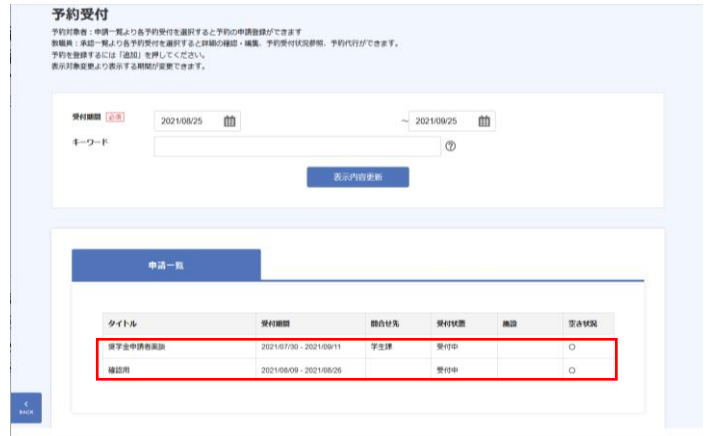 予約受付
予約対象者：申請一覧より各予約受付を選択すると予約の申請登録ができます
教職員：承認一覧より各予約受付を選択すると詳細の確認・編集、予約受付状況参照、予約代行ができます。
予約を登録するには「追加」を押してください。
表示対象変更より表示する期間が変更できます。
受付期間 必須 2021/08/25 ～ 2021/09/25
キーワード
表示内容更新
申請一覧
タイトル 受付期間 問合せ先 受付状態 施設 空き状況
奨学金申請者面談 2021/07/30 - 2021/09/11 学生課 受付中 ○
確認用 2021/08/09 - 2021/08/26 受付中 ○
BACK